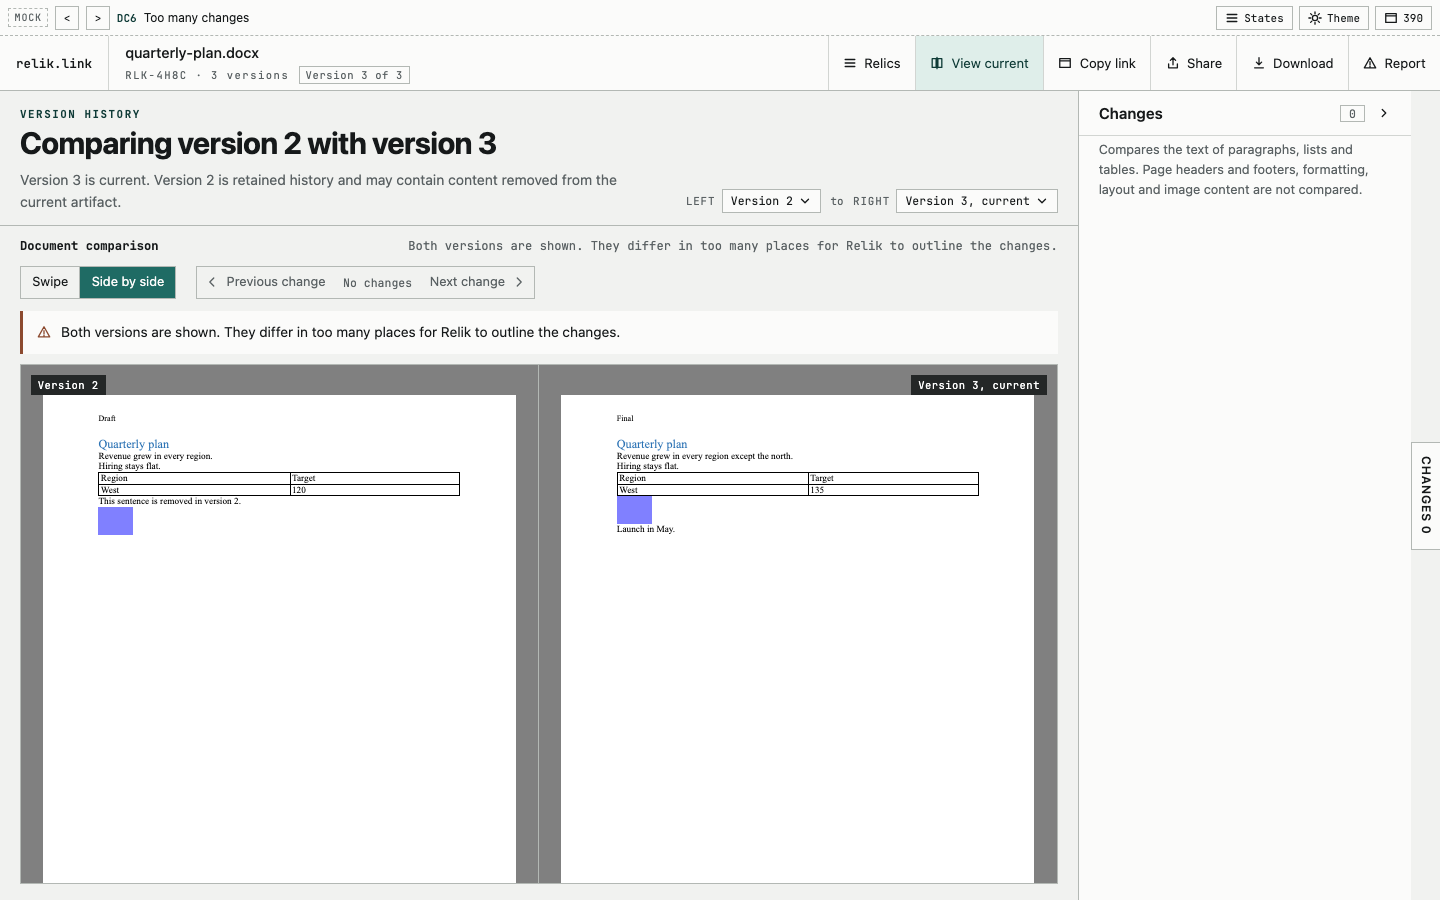 MOCK < > DC6 Too many changes States Theme 390
relik.link quarterly-plan.docx Relics View current Copy link Share Download Report
RLK-4H8C · 3 versions Version 3 of 3
VERSION HISTORY
Comparing version 2 with version 3
Version 3 is current. Version 2 is retained history and may contain content removed from the
current artifact.
LEFT Version 2 to RIGHT Version 3, current
Document comparison Both versions are shown. They differ in too many places for Relik to outline the changes.
Swipe Side by side Previous change No changes Next change
Both versions are shown. They differ in too many places for Relik to outline the changes.
Version 2
Draft
Quarterly plan
Revenue grew in every region.
Hiring stays flat.
Region Target
West 120
This sentence is removed in version 2.
Version 3, current
Final
Quarterly plan
Revenue grew in every region except the north.
Hiring stays flat.
Region Target
West 135
Launch in May.
Changes 0
Compares the text of paragraphs, lists and
tables. Page headers and footers, formatting,
layout and image content are not compared.
CHANGES 0